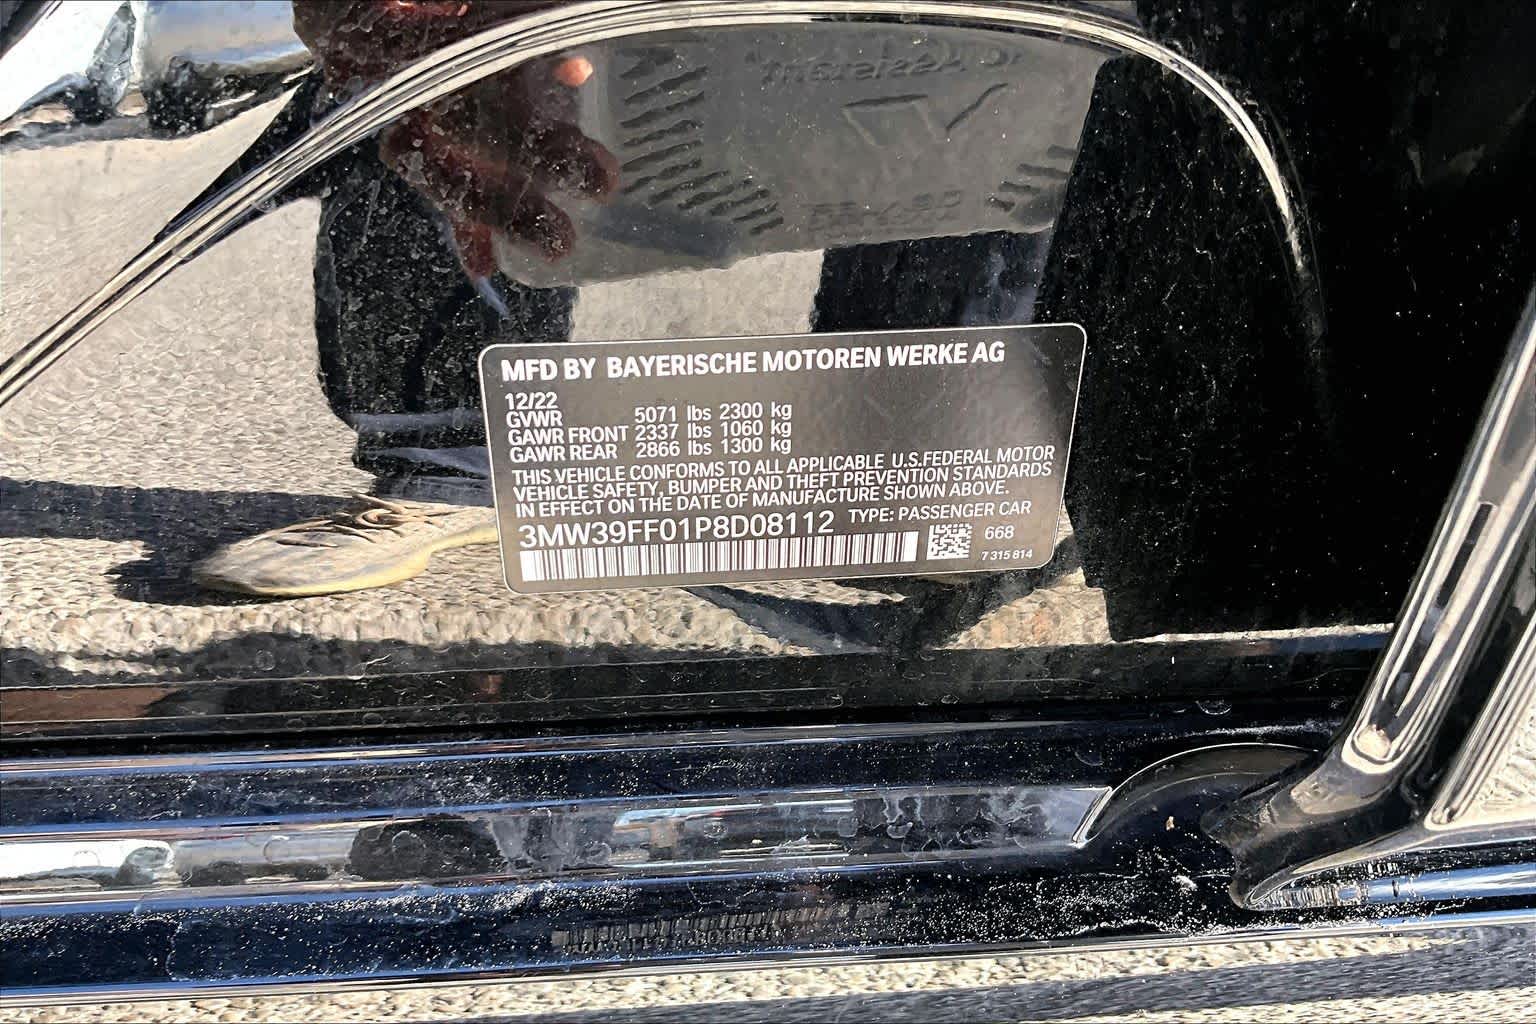 MFD BY BAYERISCHE MOTOREN WERKE AG
12/22
GVWR 5071 lbs 2300 kg
GAWR FRONT 2337 lbs 1060 kg
GAWR REAR 2866 lbs 1300 kg
THIS VEHICLE CONFORMS TO ALL APPLICABLE U.S.FEDERAL MOTOR
VEHICLE SAFETY, BUMPER AND THEFT PREVENTION STANDARDS
IN EFFECT ON THE DATE OF MANUFACTURE SHOWN ABOVE.
3MW39FF01P8D08112 TYPE: PASSENGER CAR
668
7 315 814